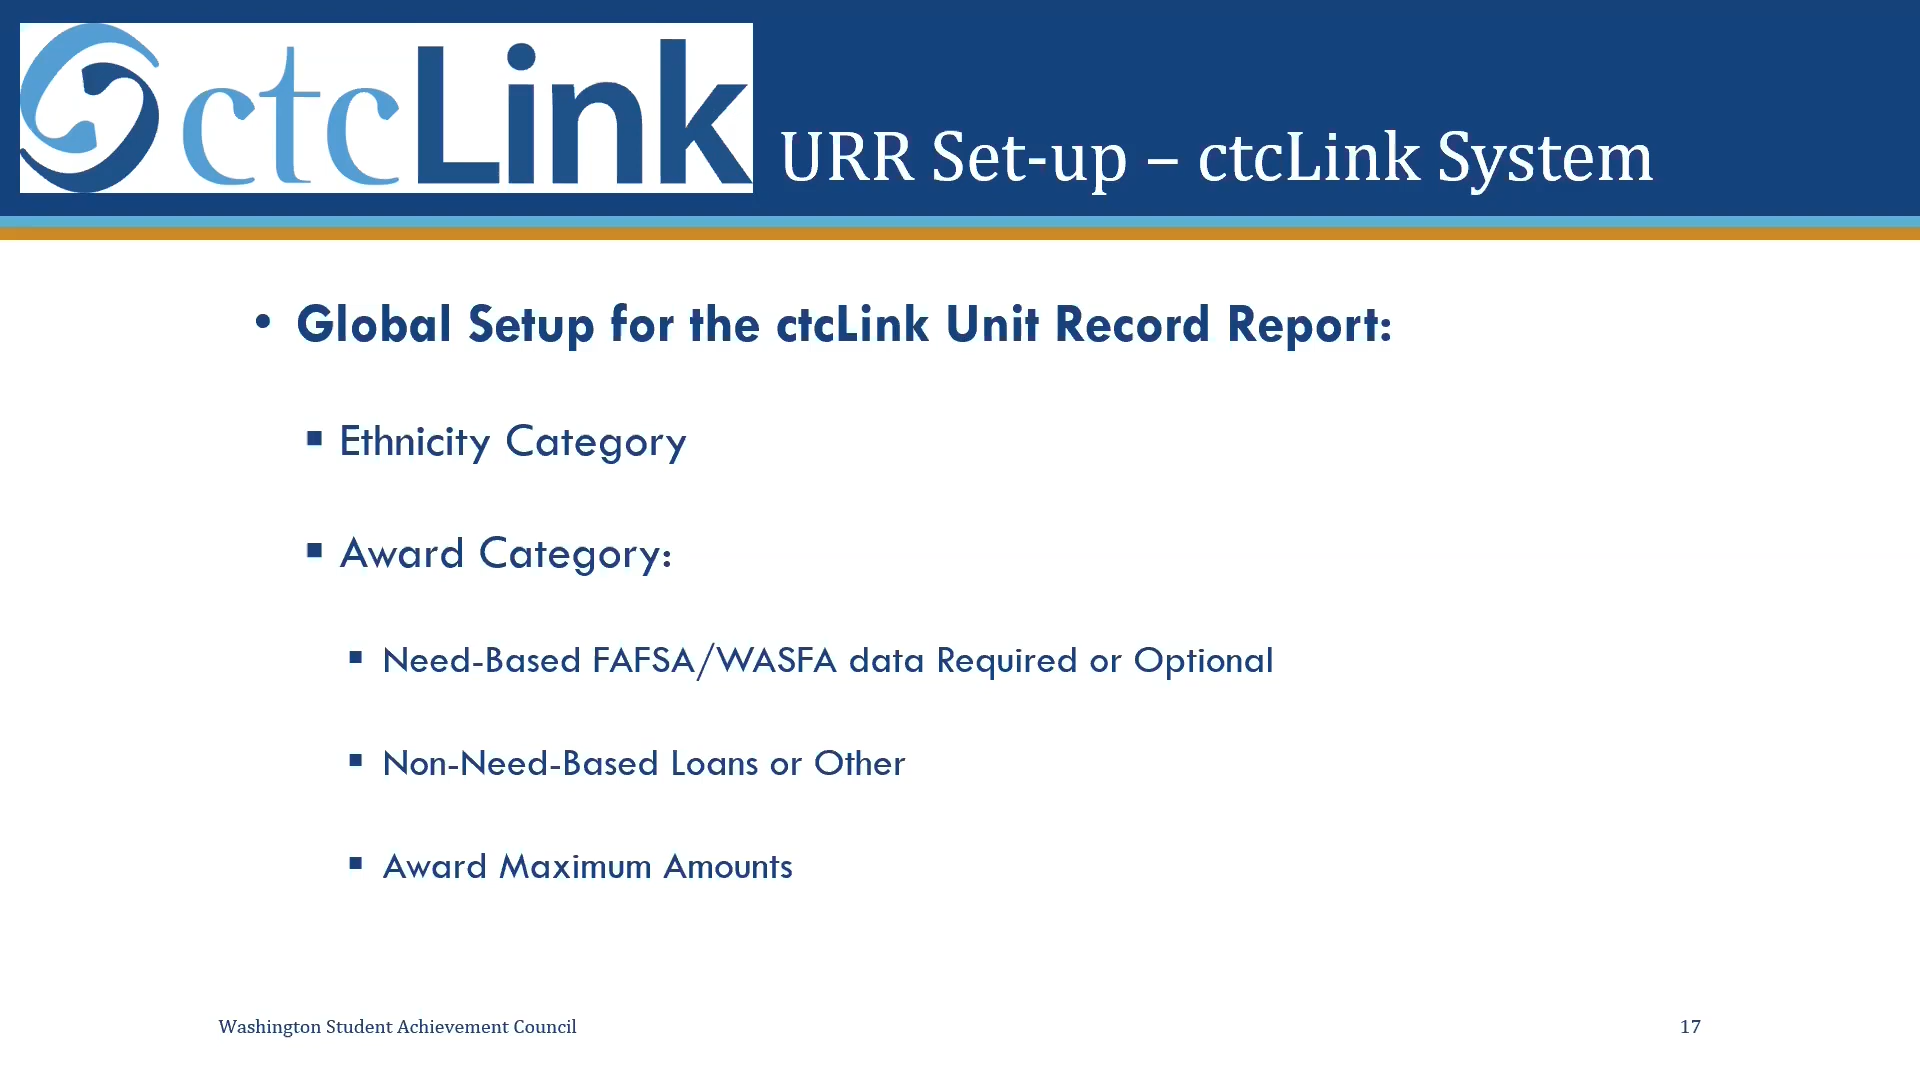 ctcLink
URR Set-up – ctcLink System
• Global Setup for the ctcLink Unit Record Report:
▪ Ethnicity Category
▪ Award Category:
▪ Need-Based FAFSA/WASFA data Required or Optional
▪ Non-Need-Based Loans or Other
▪ Award Maximum Amounts
Washington Student Achievement Council
17